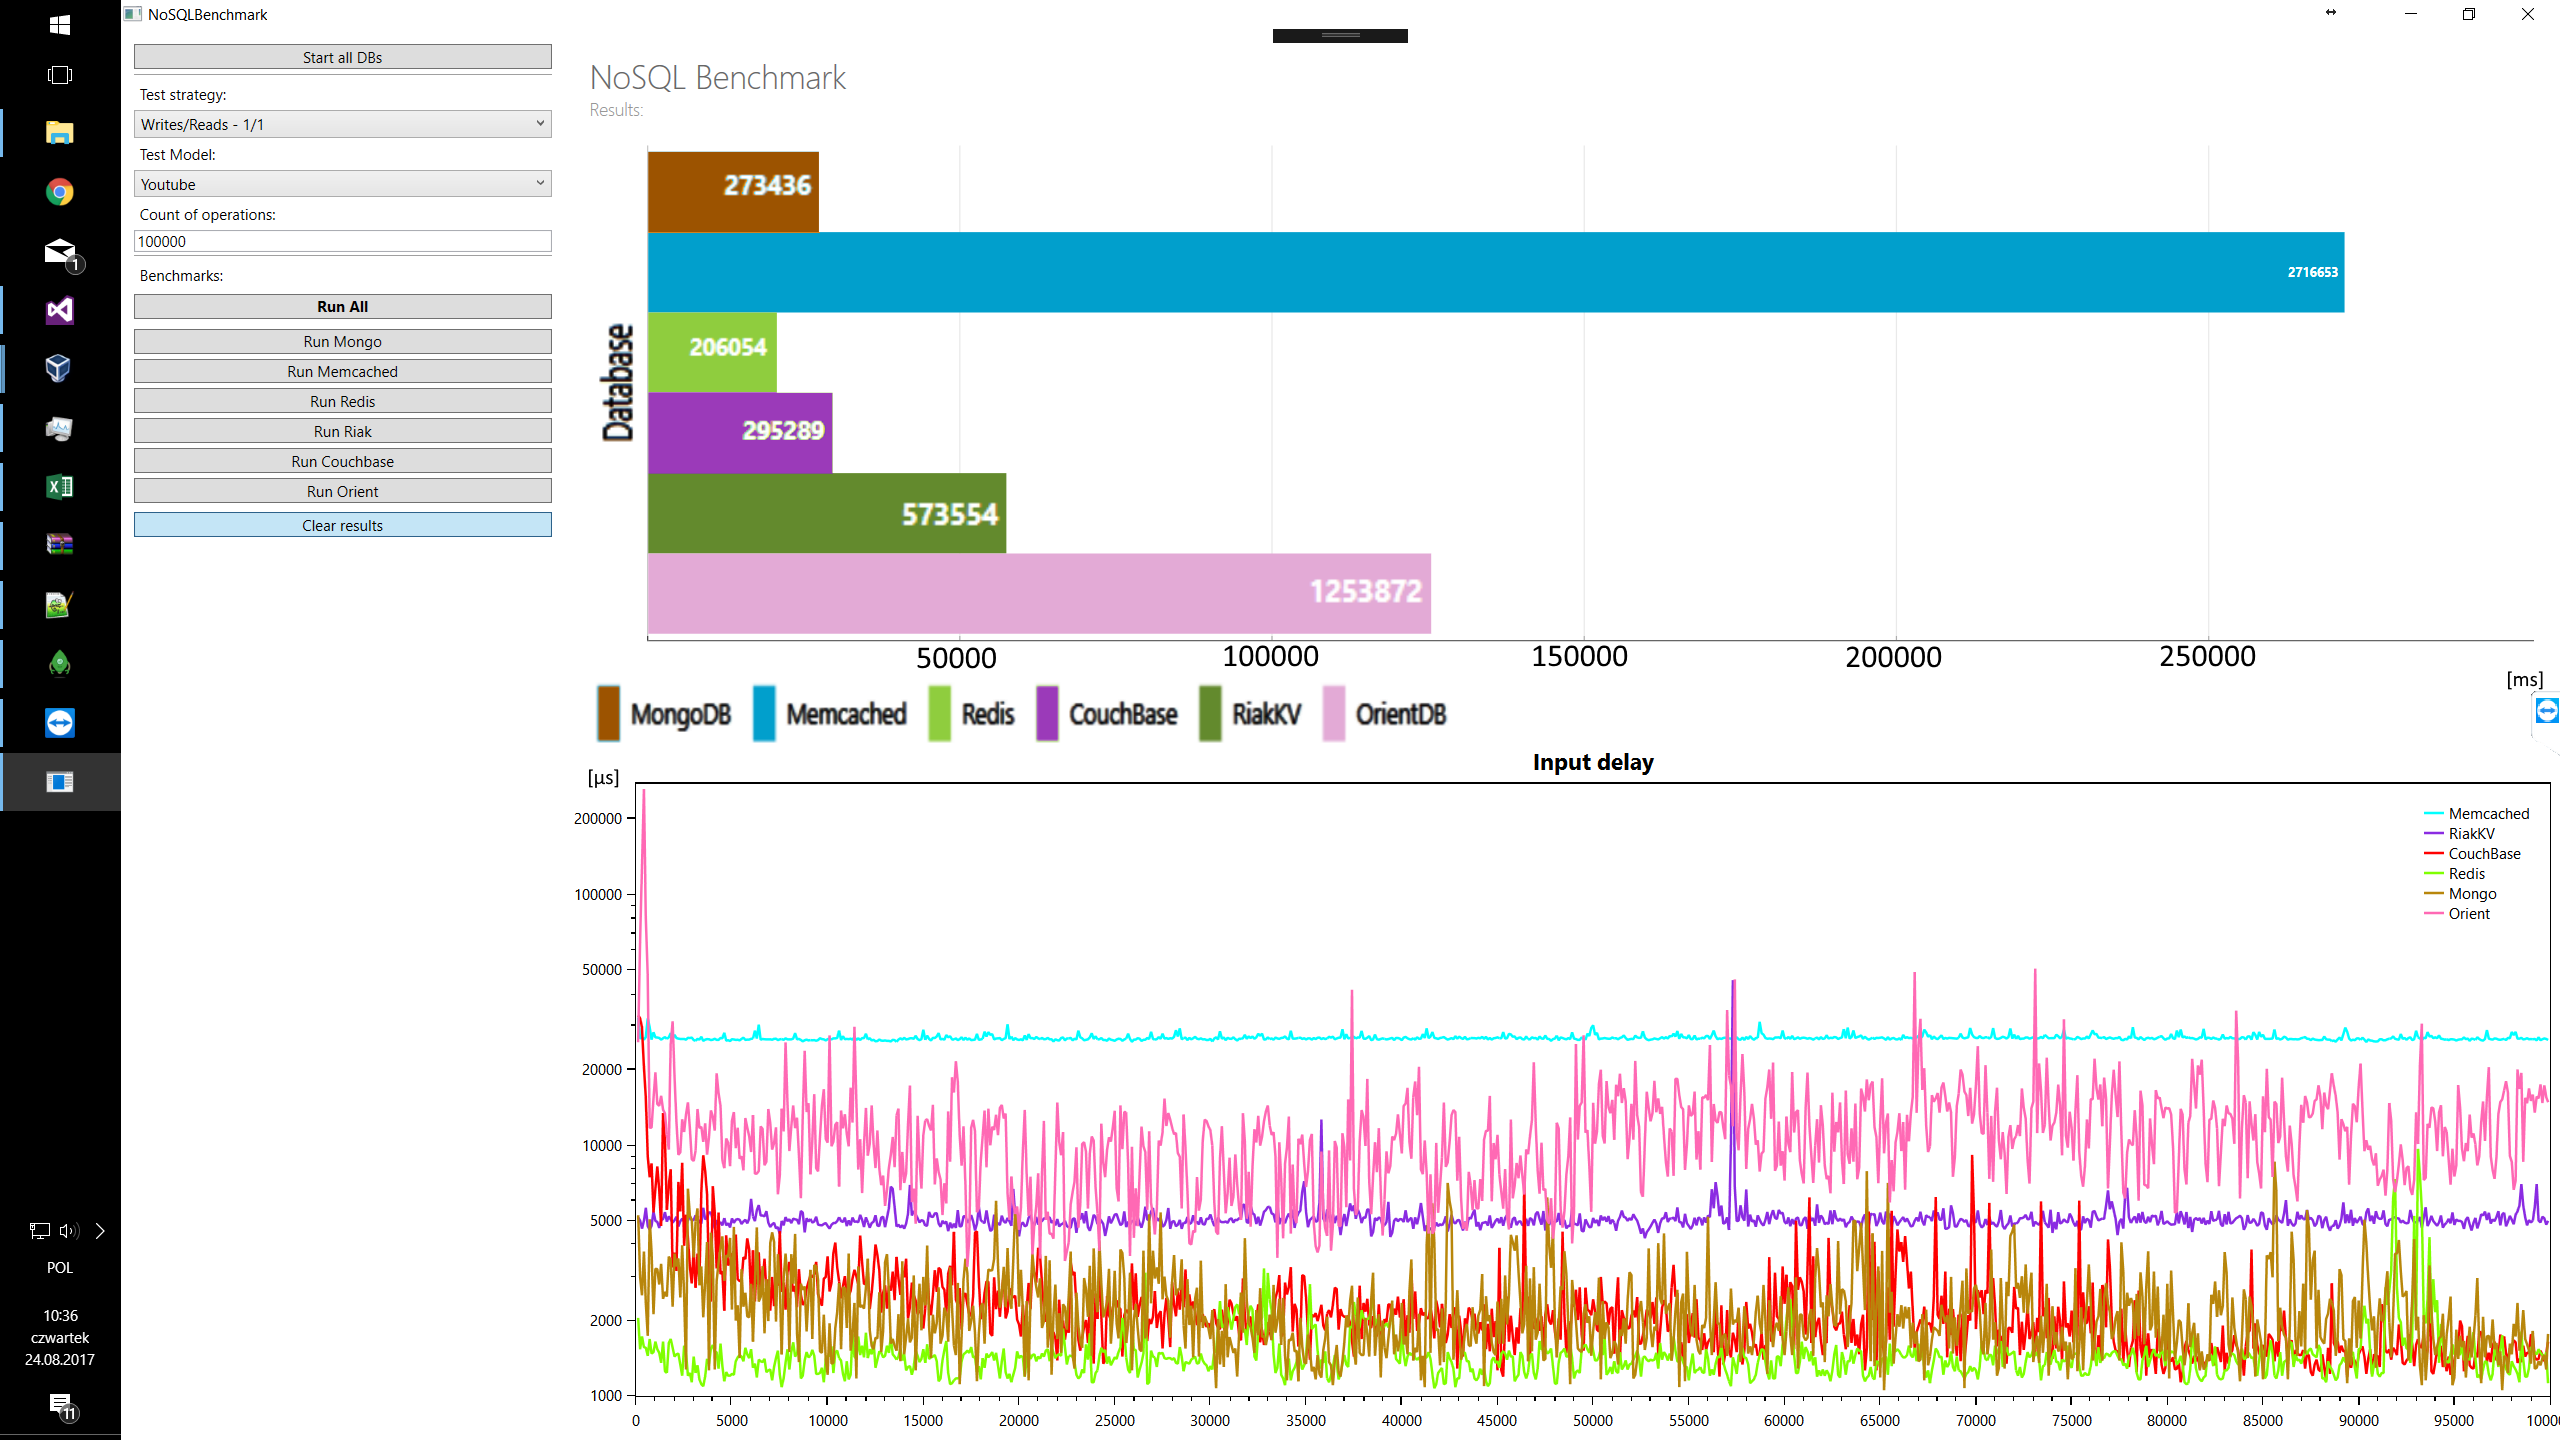 NoSQLBenchmark
Start all DBs
Test strategy:
Writes/Reads - 1/1
Test Model:
Youtube
Count of operations:
100000
Benchmarks:
Run All
Run Mongo
Run Memcached
Run Redis
Run Riak
Run Couchbase
Run Orient
Clear results
1
POL
10:36
czwartek
24.08.2017
11
NoSQL Benchmark
Results:
Database
273436
2716653
206054
295289
573554
1253872
50000 100000 150000 200000 250000
[ms]
MongoDB Memcached Redis CouchBase RiakKV OrientDB
Input delay
[µs]
200000
100000
50000
20000
10000
5000
2000
1000
Memcached
RiakKV
CouchBase
Redis
Mongo
Orient
0 5000 10000 15000 20000 25000 30000 35000 40000 45000 50000 55000 60000 65000 70000 75000 80000 85000 90000 95000 10000